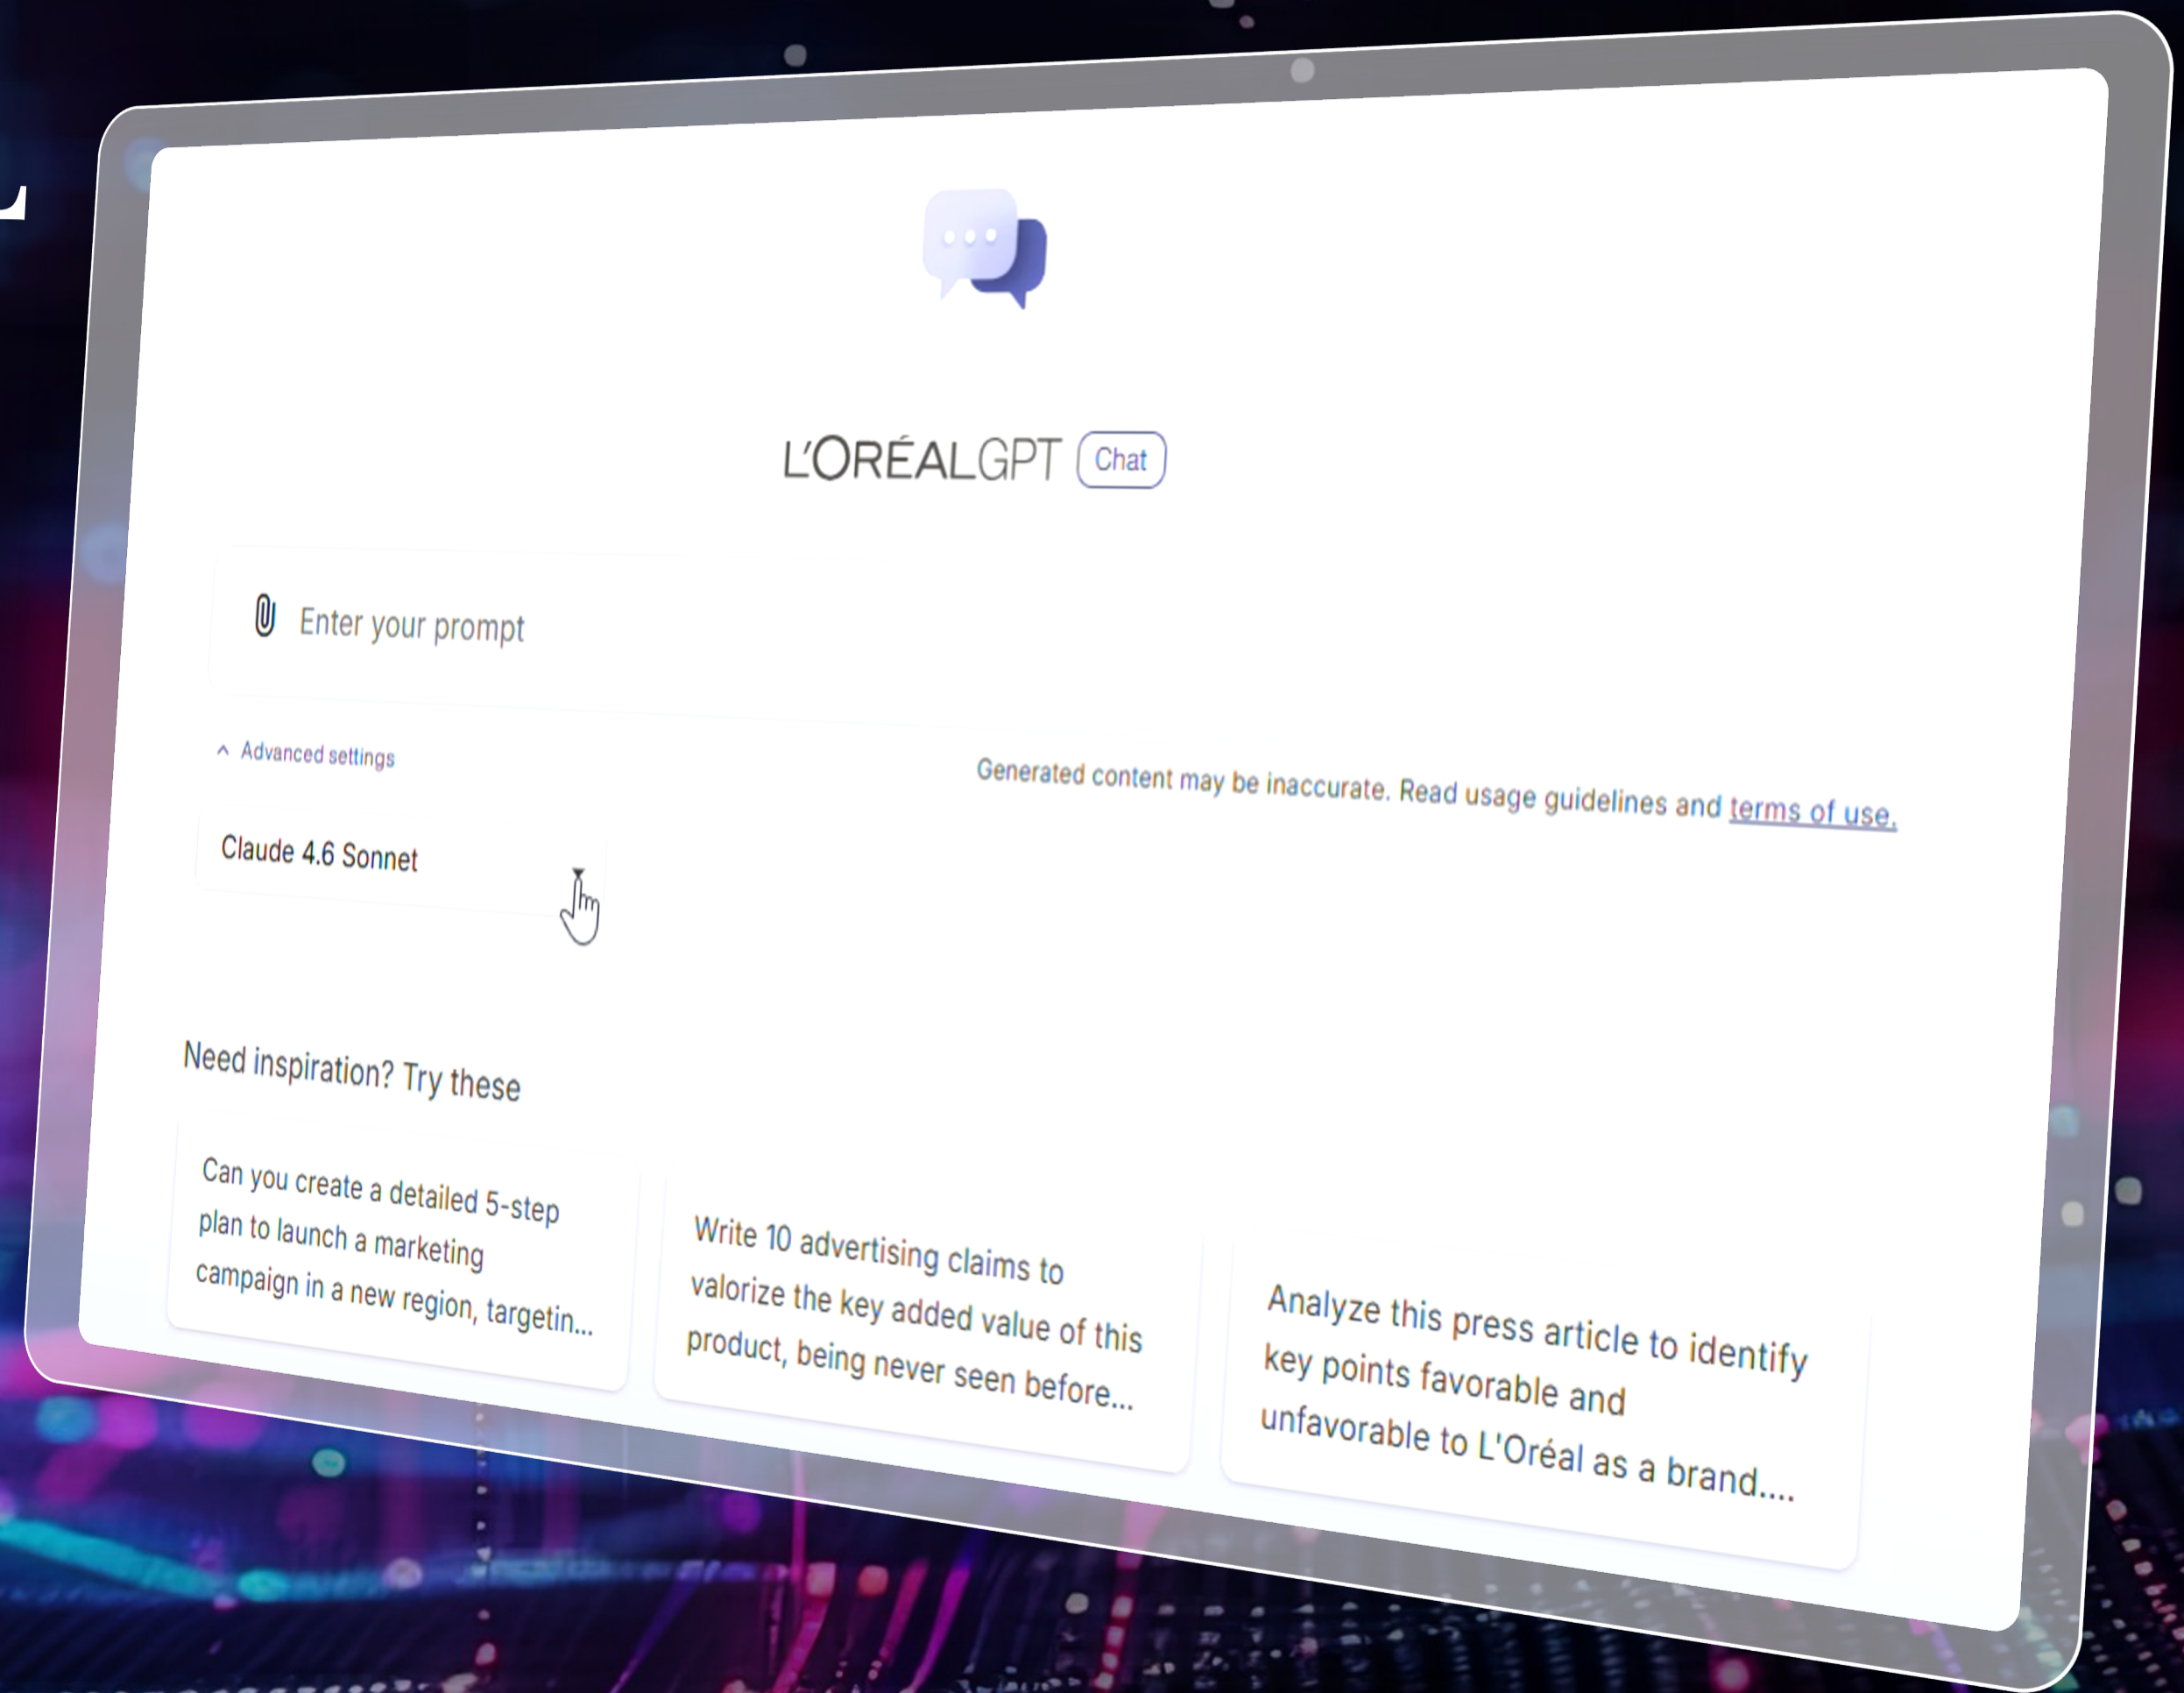 L'ORÉALGPT Chat
Enter your prompt
Advanced settings
Generated content may be inaccurate. Read usage guidelines and terms of use.
Claude 4.6 Sonnet
Need inspiration? Try these
Can you create a detailed 5-step
plan to launch a marketing
campaign in a new region, targetin...
Write 10 advertising claims to
valorize the key added value of this
product, being never seen before...
Analyze this press article to identify
key points favorable and
unfavorable to L'Oréal as a brand....